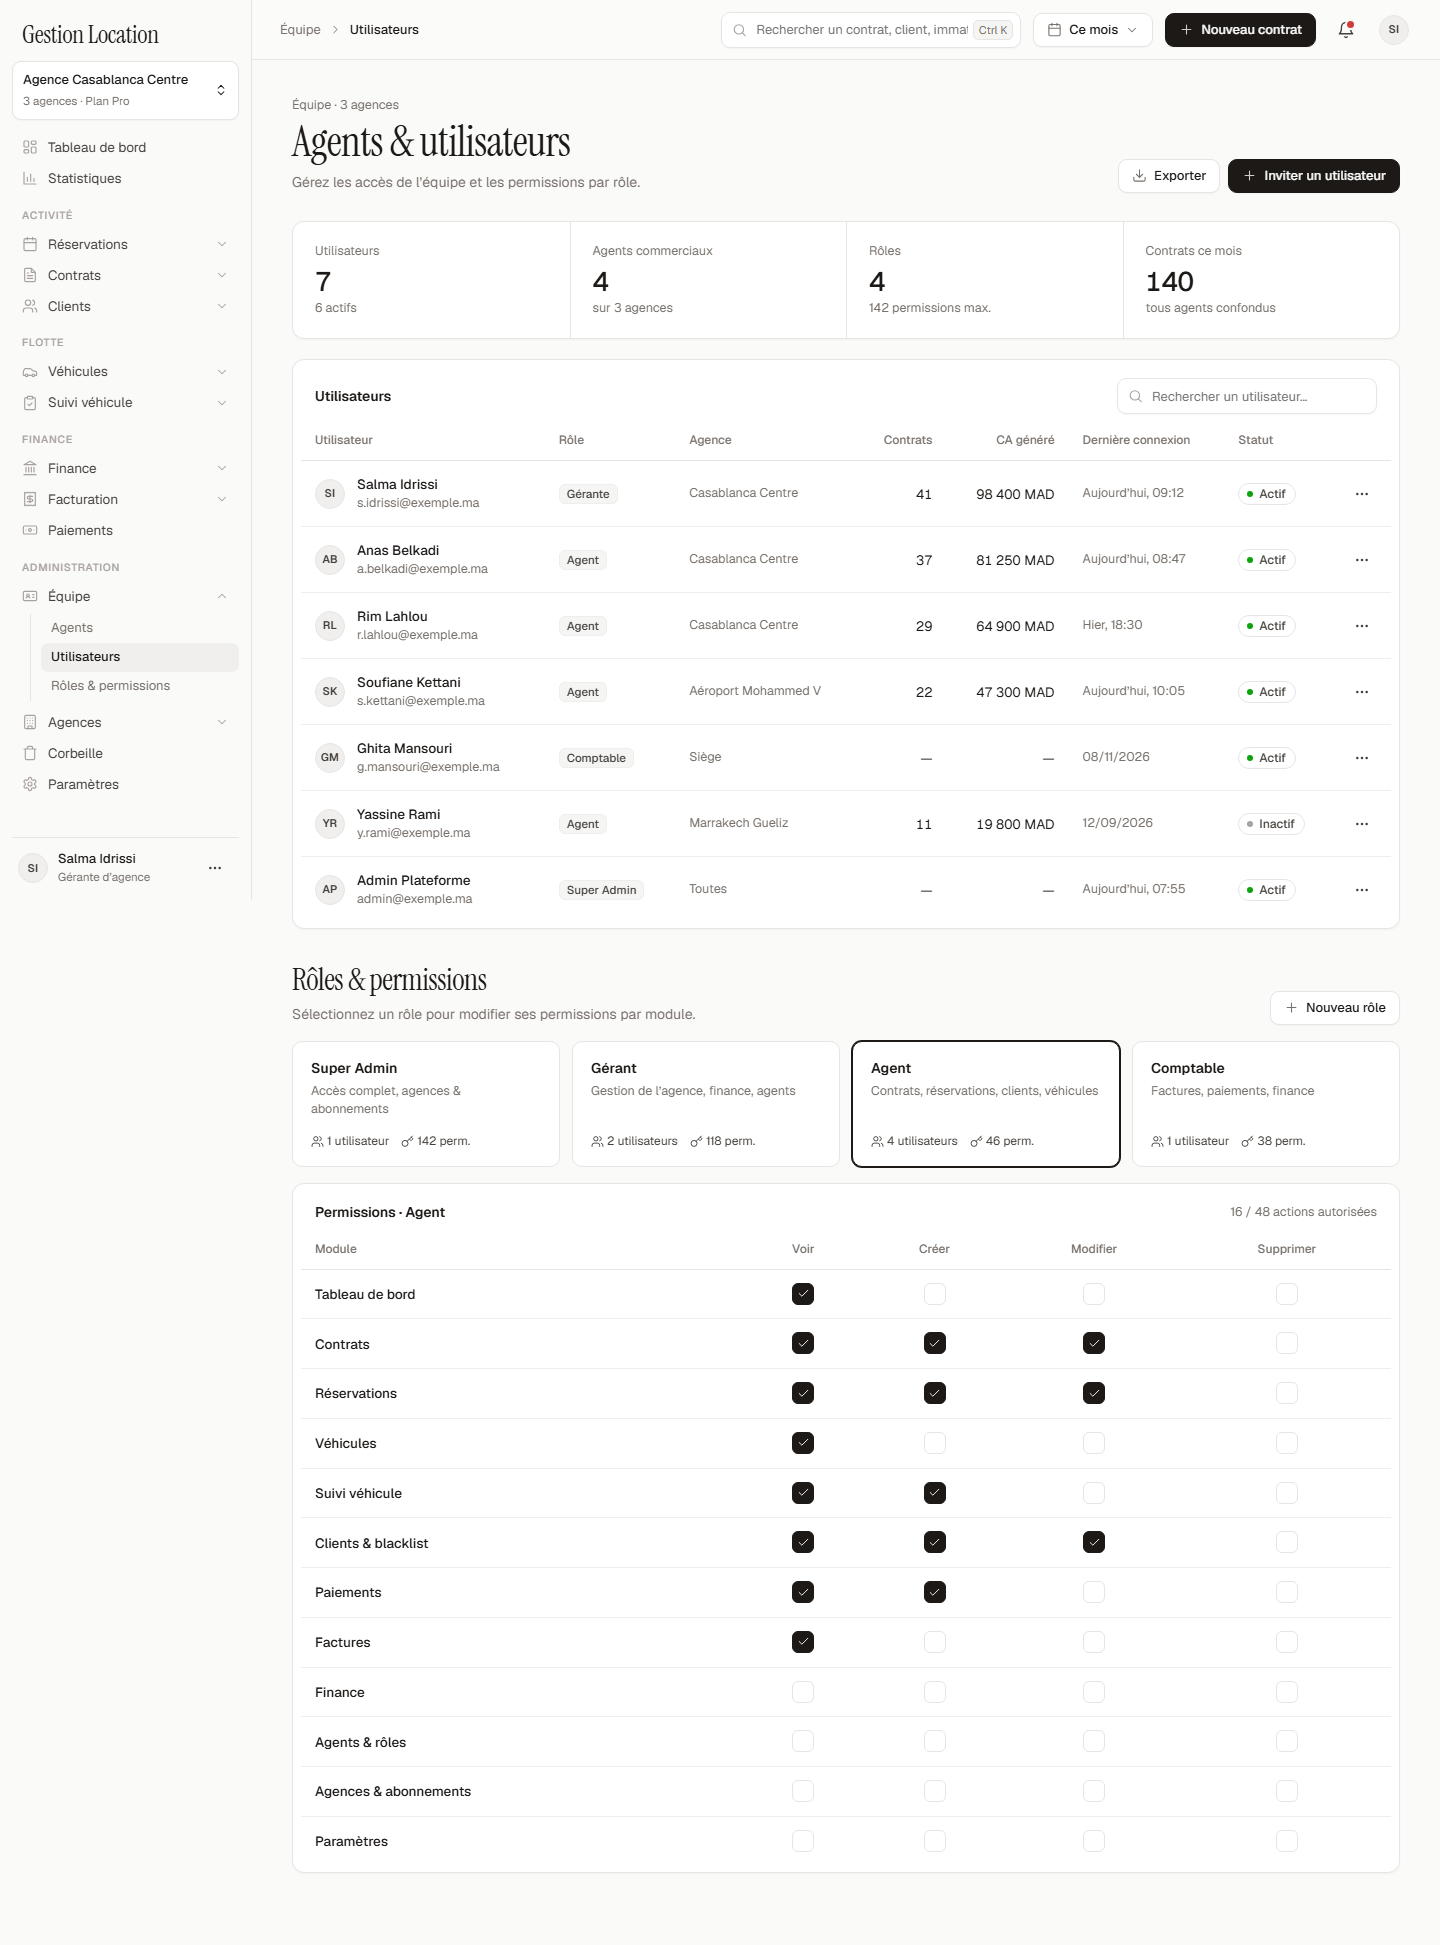 Gestion Location
Agence Casablanca Centre
3 agences · Plan Pro
Tableau de bord
Statistiques
ACTIVITÉ
Réservations
Contrats
Clients
FLOTTE
Véhicules
Suivi véhicule
FINANCE
Finance
Facturation
Paiements
ADMINISTRATION
Équipe
Agents
Utilisateurs
Rôles & permissions
Agences
Corbeille
Paramètres
SI
Salma Idrissi
Gérante d'agence
Équipe
Utilisateurs
Rechercher un contrat, client, immat
Ctrl K
Ce mois
Nouveau contrat
SI
Équipe · 3 agences
Agents & utilisateurs
Gérez les accès de l'équipe et les permissions par rôle.
Exporter
Inviter un utilisateur
Utilisateurs
7
6 actifs
Agents commerciaux
4
sur 3 agences
Rôles
4
142 permissions max.
Contrats ce mois
140
tous agents confondus
Utilisateurs
Rechercher un utilisateur...
Utilisateur Rôle Agence Contrats CA généré Dernière connexion Statut
SI Salma Idrissi s.idrissi@exemple.ma Gérante Casablanca Centre 41 98 400 MAD Aujourd'hui, 09:12 Actif
AB Anas Belkadi a.belkadi@exemple.ma Agent Casablanca Centre 37 81 250 MAD Aujourd'hui, 08:47 Actif
RL Rim Lahlou r.lahlou@exemple.ma Agent Casablanca Centre 29 64 900 MAD Hier, 18:30 Actif
SK Soufiane Kettani s.kettani@exemple.ma Agent Aéroport Mohammed V 22 47 300 MAD Aujourd'hui, 10:05 Actif
GM Ghita Mansouri g.mansouri@exemple.ma Comptable Siège — — 08/11/2026 Actif
YR Yassine Rami y.rami@exemple.ma Agent Marrakech Gueliz 11 19 800 MAD 12/09/2026 Inactif
AP Admin Plateforme admin@exemple.ma Super Admin Toutes — — Aujourd'hui, 07:55 Actif
Rôles & permissions
Sélectionnez un rôle pour modifier ses permissions par module.
Nouveau rôle
Super Admin
Accès complet, agences &
abonnements
1 utilisateur 142 perm.
Gérant
Gestion de l'agence, finance, agents
2 utilisateurs 118 perm.
Agent
Contrats, réservations, clients, véhicules
4 utilisateurs 46 perm.
Comptable
Factures, paiements, finance
1 utilisateur 38 perm.
Permissions · Agent
16 / 48 actions autorisées
Module Voir Créer Modifier Supprimer
Tableau de bord
Contrats
Réservations
Véhicules
Suivi véhicule
Clients & blacklist
Paiements
Factures
Finance
Agents & rôles
Agences & abonnements
Paramètres